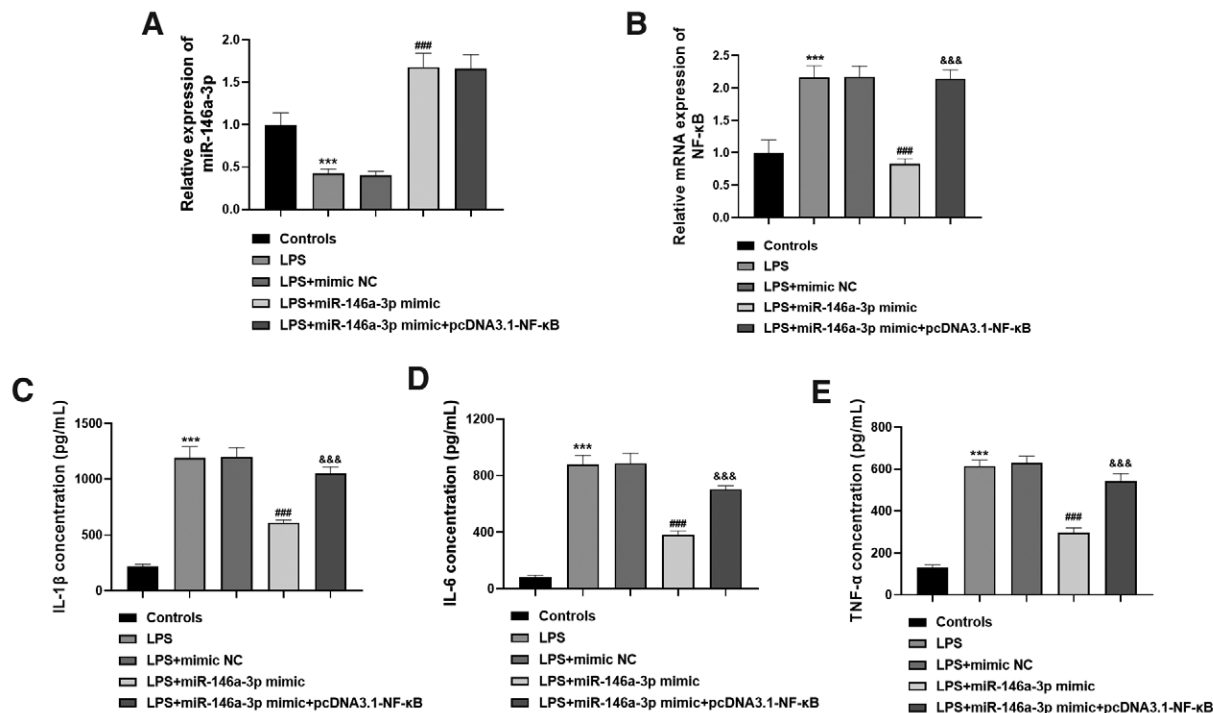 A
Relative expression of
miR-146a-3p
2.0
1.5
1.0
0.5
0.0
***
###
Controls
LPS
LPS+mimic NC
LPS+miR-146a-3p mimic
LPS+miR-146a-3p mimic+pcDNA3.1-NF-κB
B
Relative mRNA expression of
NF-κB
2.5
2.0
1.5
1.0
0.5
0.0
***
###
&&&
Controls
LPS
LPS+mimic NC
LPS+miR-146a-3p mimic
LPS+miR-146a-3p mimic+pcDNA3.1-NF-κB
C
IL-1β concentration (pg/mL)
1500
1000
500
0
***
###
&&&
Controls
LPS
LPS+mimic NC
LPS+miR-146a-3p mimic
LPS+miR-146a-3p mimic+pcDNA3.1-NF-κB
D
IL-6 concentration (pg/mL)
1200
800
400
0
***
###
&&&
Controls
LPS
LPS+mimic NC
LPS+miR-146a-3p mimic
LPS+miR-146a-3p mimic+pcDNA3.1-NF-κB
E
TNF-α concentration (pg/mL)
800
600
400
200
0
***
###
&&&
Controls
LPS
LPS+mimic NC
LPS+miR-146a-3p mimic
LPS+miR-146a-3p mimic+pcDNA3.1-NF-κB